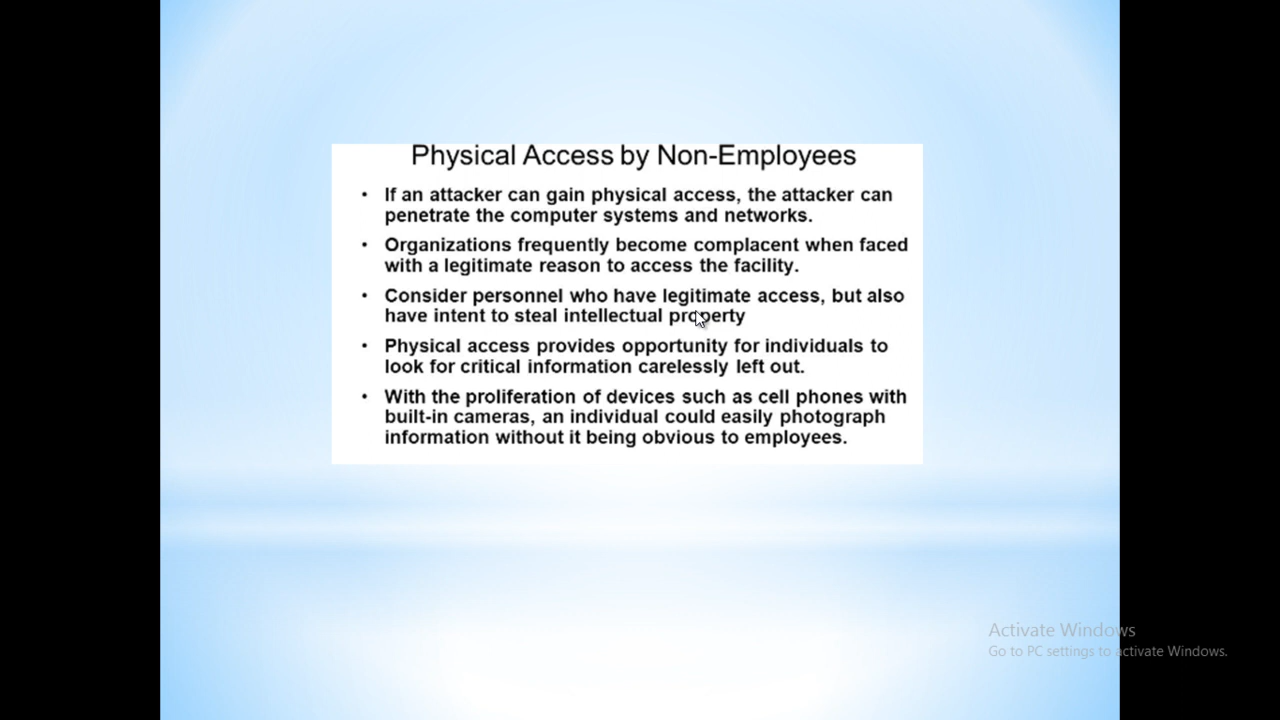 Physical Access by Non-Employees
• If an attacker can gain physical access, the attacker can
penetrate the computer systems and networks.
• Organizations frequently become complacent when faced
with a legitimate reason to access the facility.
• Consider personnel who have legitimate access, but also
have intent to steal intellectual property
• Physical access provides opportunity for individuals to
look for critical information carelessly left out.
• With the proliferation of devices such as cell phones with
built-in cameras, an individual could easily photograph
information without it being obvious to employees.
Activate Windows
Go to PC settings to activate Windows.